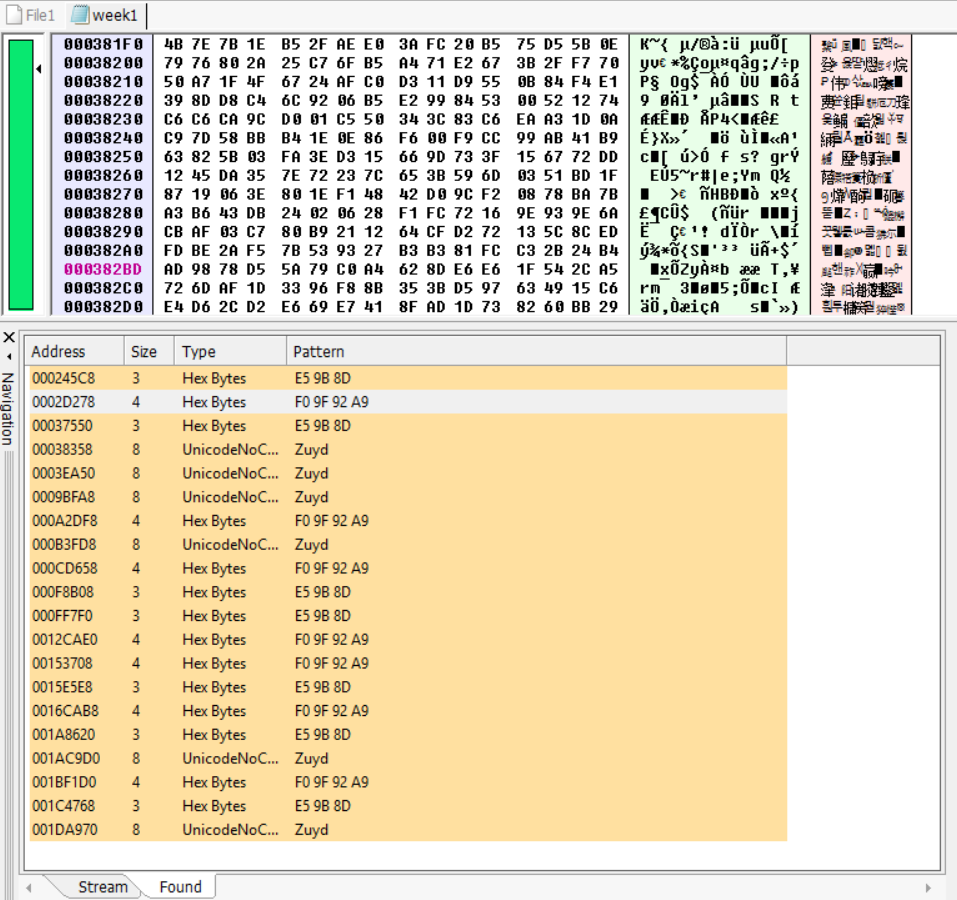 File1 week1
000381F0 4B 7E 7B 1E B5 2F AE E0 3A FC 20 B5 75 D5 5B 0E
00038200 79 76 80 2A 25 C7 6F B5 A4 71 E2 67 3B 2F F7 70
00038210 50 A7 1F 4F 67 24 AF C0 D3 11 D9 55 0B 84 F4 E1
00038220 39 8D D8 C4 6C 92 06 B5 E2 99 84 53 00 52 12 74
00038230 C6 C6 CA 9C D0 01 C5 50 34 3C 83 C6 EA A3 1D 0A
00038240 C9 7D 58 BB B4 1E 0E 86 F6 00 F9 CC 99 AB 41 B9
00038250 63 82 5B 03 FA 3E D3 15 66 9D 73 3F 15 67 72 DD
00038260 12 45 DA 35 7E 72 23 7C 65 3B 59 6D 03 51 BD 1F
00038270 77 19 06 3E 80 1E F1 48 42 D0 9C F2 08 78 BA 7B
00038280 A3 B6 43 DB 24 02 06 28 F1 FC 72 16 9E 93 9E 6A
00038290 CB AF 03 C7 80 B9 21 12 64 CF D2 72 13 5C 8C ED
000382A0 FD BE 2A F5 7B 53 93 27 B3 B3 81 FC C3 2B 24 B4
000382BD AD 98 78 D5 5A 79 C0 A4 62 8D E6 E6 1F 54 2C A5
000382C0 72 6D AF 1D 33 96 F8 8B 35 3B D5 97 63 49 15 C6
000382D0 E4 D6 2C D2 E6 69 E7 41 8F AD 1D 73 82 60 BB 29
Navigation
Address Size Type Pattern
000245C8 3 Hex Bytes E5 9B 8D
0002D278 4 Hex Bytes F0 9F 92 A9
00037550 3 Hex Bytes E5 9B 8D
00038358 8 UnicodeNoC... Zuyd
0003EA50 8 UnicodeNoC... Zuyd
0009BFA8 8 UnicodeNoC... Zuyd
000A2DF8 4 Hex Bytes F0 9F 92 A9
000B3FD8 8 UnicodeNoC... Zuyd
000CD658 4 Hex Bytes F0 9F 92 A9
000F8B08 3 Hex Bytes E5 9B 8D
000FF7F0 3 Hex Bytes E5 9B 8D
0012CAE0 4 Hex Bytes F0 9F 92 A9
00153708 4 Hex Bytes F0 9F 92 A9
0015E5E8 3 Hex Bytes E5 9B 8D
0016CAB8 4 Hex Bytes F0 9F 92 A9
001A8620 3 Hex Bytes E5 9B 8D
001AC9D0 8 UnicodeNoC... Zuyd
001BF1D0 4 Hex Bytes F0 9F 92 A9
001C4768 3 Hex Bytes E5 9B 8D
001DA970 8 UnicodeNoC... Zuyd
Stream Found